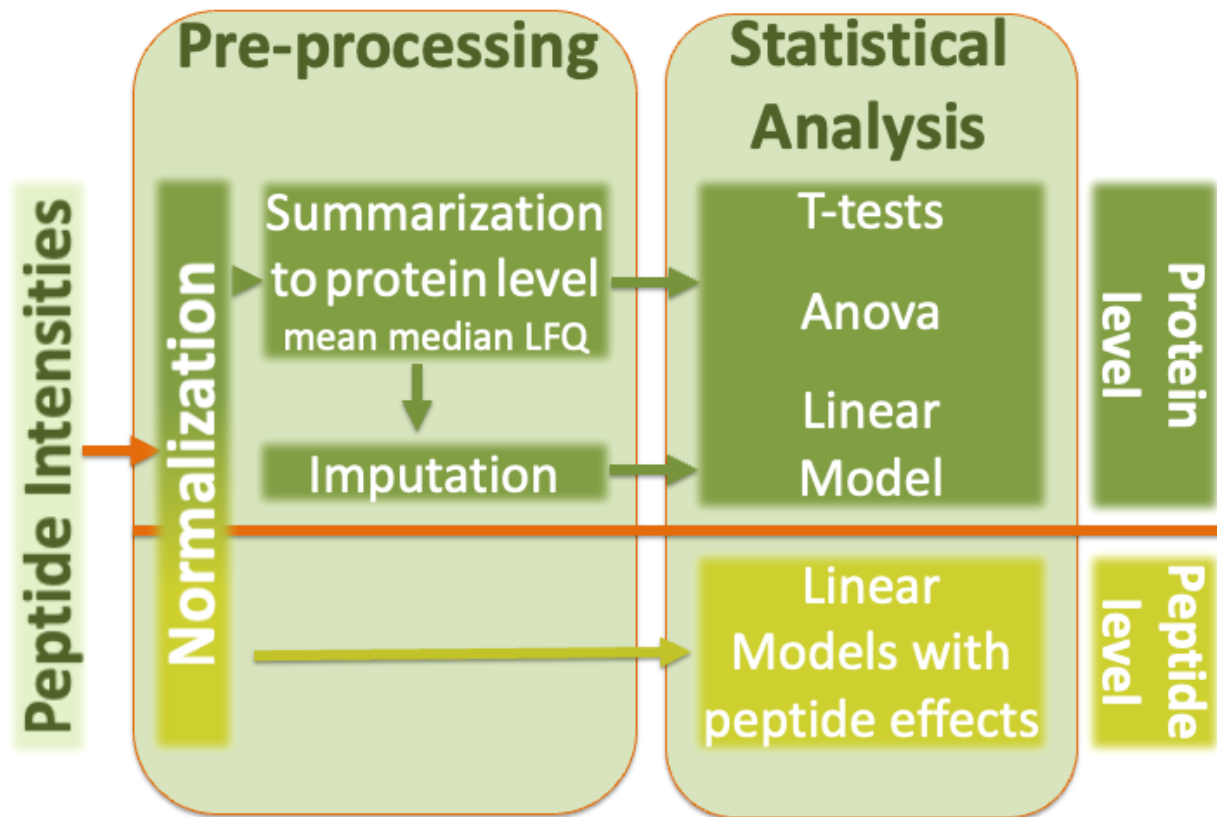 Pre-processing
Statistical
Analysis
Peptide Intensities
Normalization
Summarization
to protein level
mean median LFQ
Imputation
T-tests
Anova
Linear
Model
Protein
level
Linear
Models with
peptide effects
Peptide
level